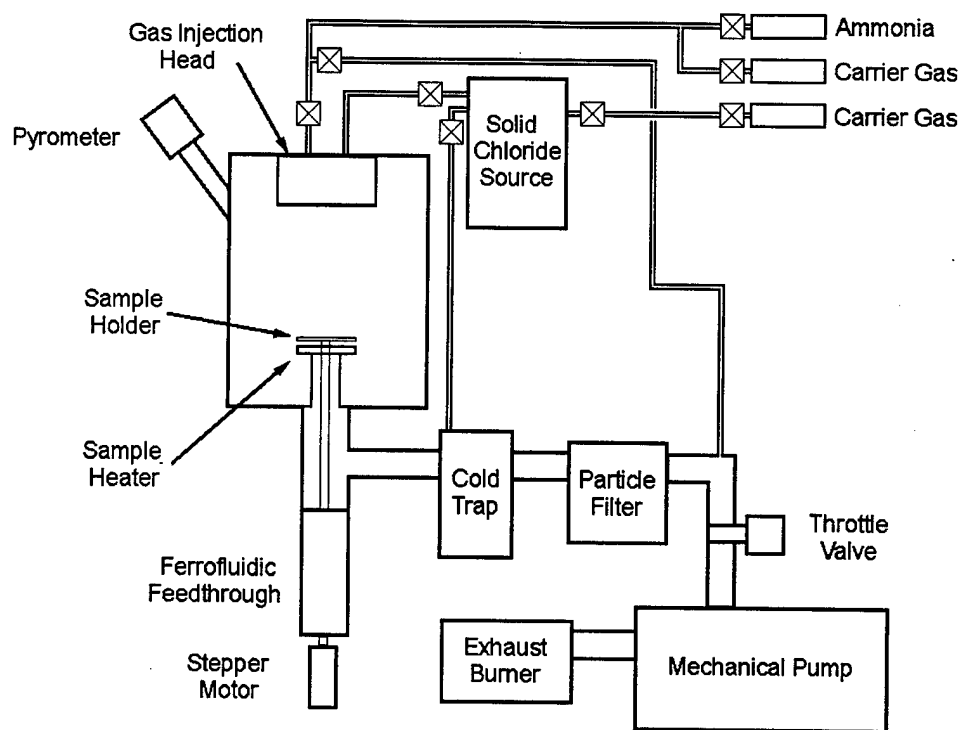 Gas Injection
Head
Ammonia
Carrier Gas
Carrier Gas
Pyrometer
Solid
Chloride
Source
Sample
Holder
Sample
Heater
Cold
Trap
Particle
Filter
Throttle
Valve
Ferrofluidic
Feedthrough
Stepper
Motor
Exhaust
Burner
Mechanical Pump